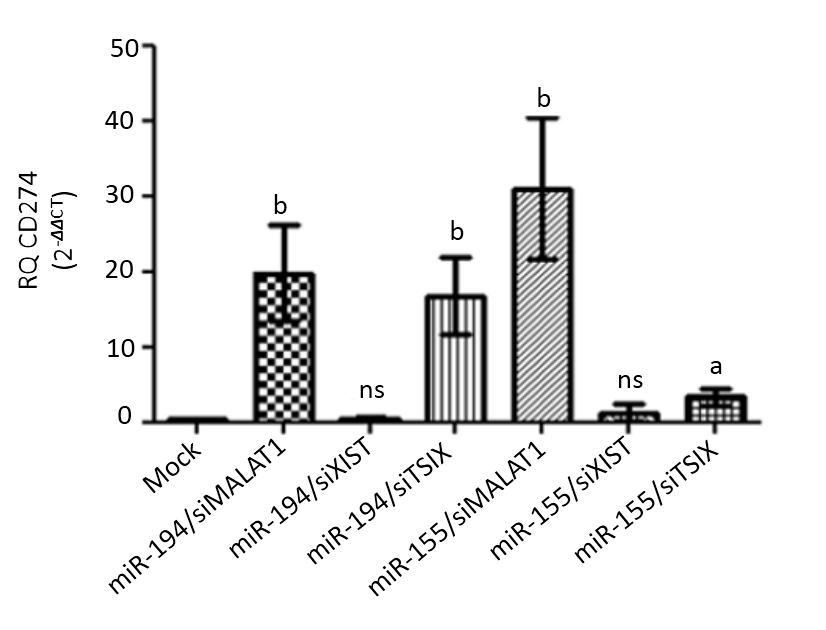 50
40
30
20
10
0
RQ CD274
(2-ΔΔCT)
b
ns
b
b
ns
a
Mock
miR-194/siMALAT1
miR-194/siXIST
miR-194/siTSIX
miR-155/siMALAT1
miR-155/siXIST
miR-155/siTSIX